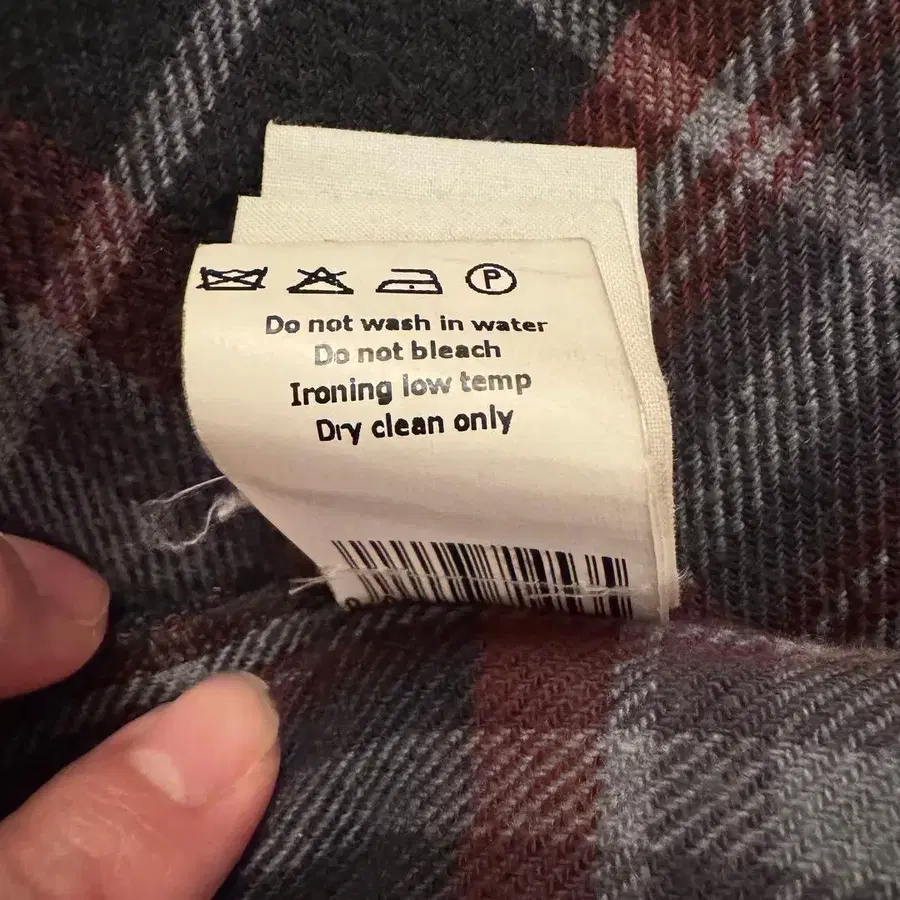 P
Do not wash in water
Do not bleach
Ironing low temp
Dry clean only